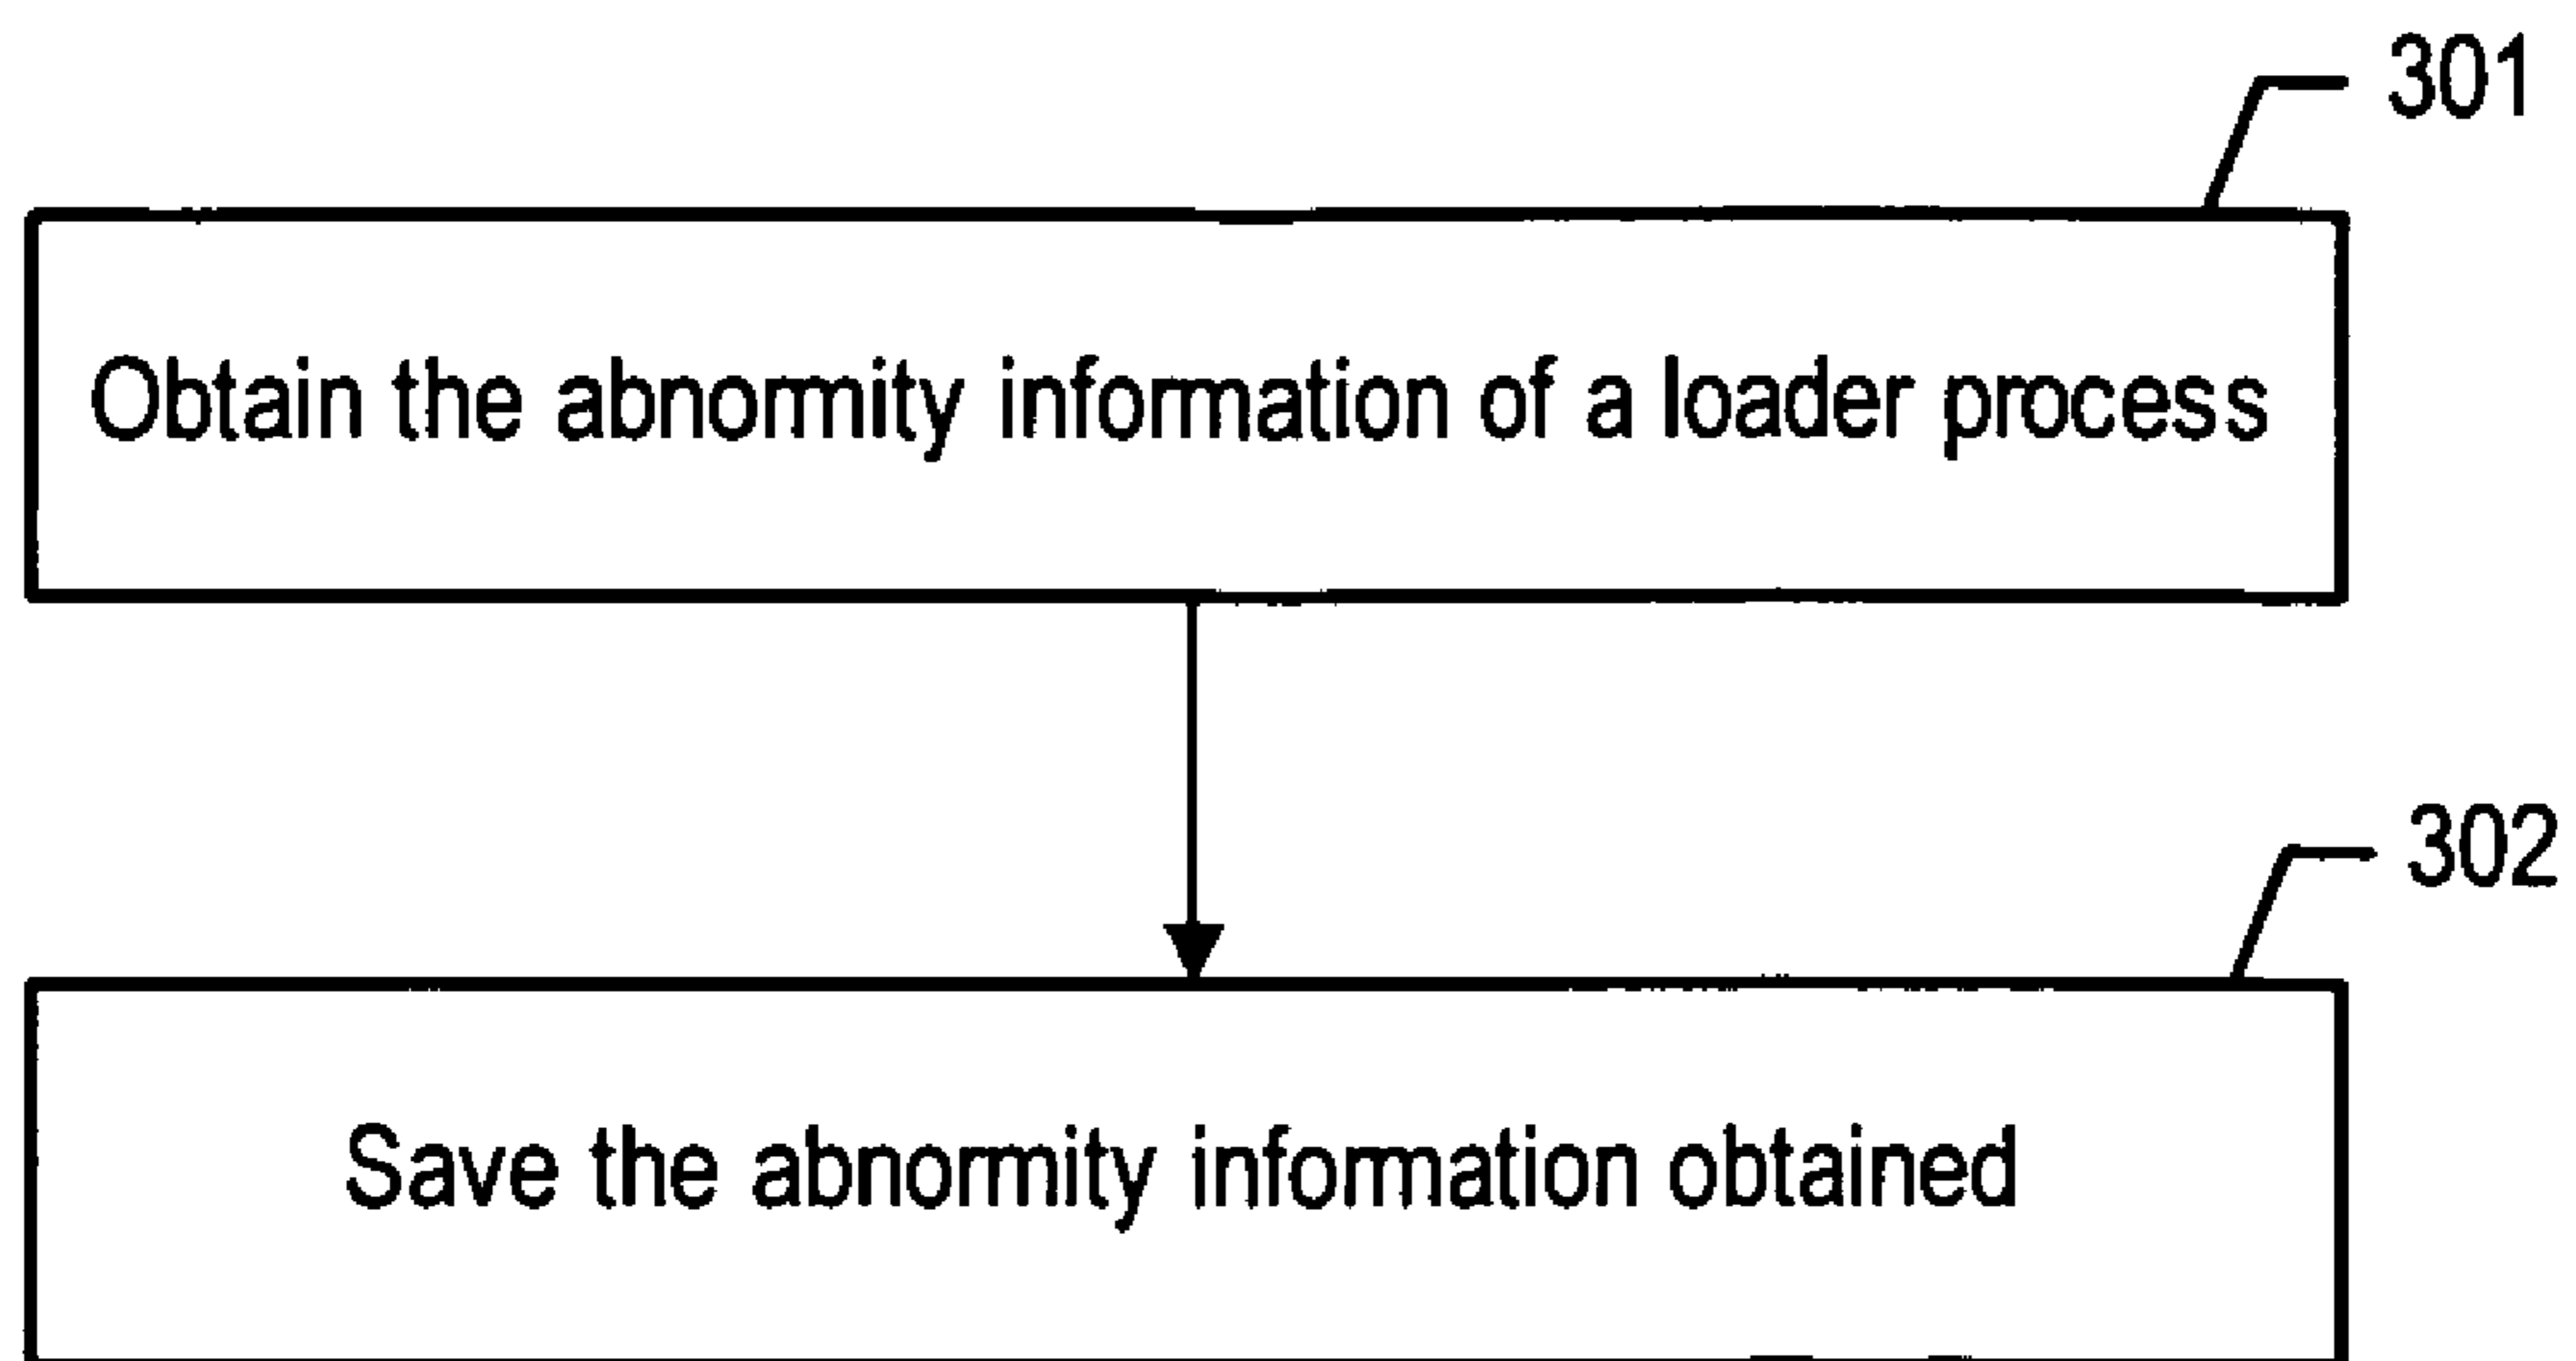 301
Obtain the abnormity information of a loader process
302
Save the abnormity information obtained